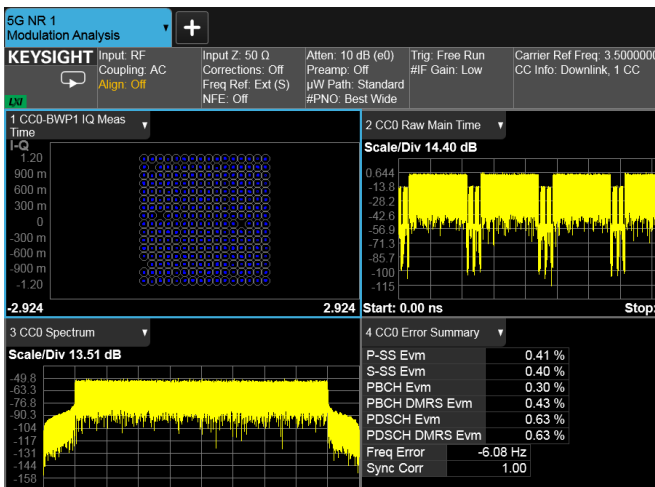 5G NR 1
Modulation Analysis
+
KEYSIGHT
LXI
Input: RF
Coupling: AC
Align: Off
Input Z: 50 Ω
Corrections: Off
Freq Ref: Ext (S)
NFE: Off
Atten: 10 dB (e0)
Preamp: Off
µW Path: Standard
#PNO: Best Wide
Trig: Free Run
#IF Gain: Low
Carrier Ref Freq: 3.5000000
CC Info: Downlink, 1 CC
1 CC0-BWP1 IQ Meas
Time
I-Q
1.20
900 m
600 m
300 m
0
-300 m
-600 m
-900 m
-1.20
-2.924 2.924
2 CC0 Raw Main Time
Scale/Div 14.40 dB
0.644
-13.8
-28.2
-42.6
-56.9
-71.3
-85.7
-100
-115
Start: 0.00 ns Stop:
3 CC0 Spectrum
Scale/Div 13.51 dB
-49.8
-63.3
-76.8
-90.3
-104
-117
-131
-144
-158
4 CC0 Error Summary
P-SS Evm 0.41 %
S-SS Evm 0.40 %
PBCH Evm 0.30 %
PBCH DMRS Evm 0.43 %
PDSCH Evm 0.63 %
PDSCH DMRS Evm 0.63 %
Freq Error -6.08 Hz
Sync Corr 1.00